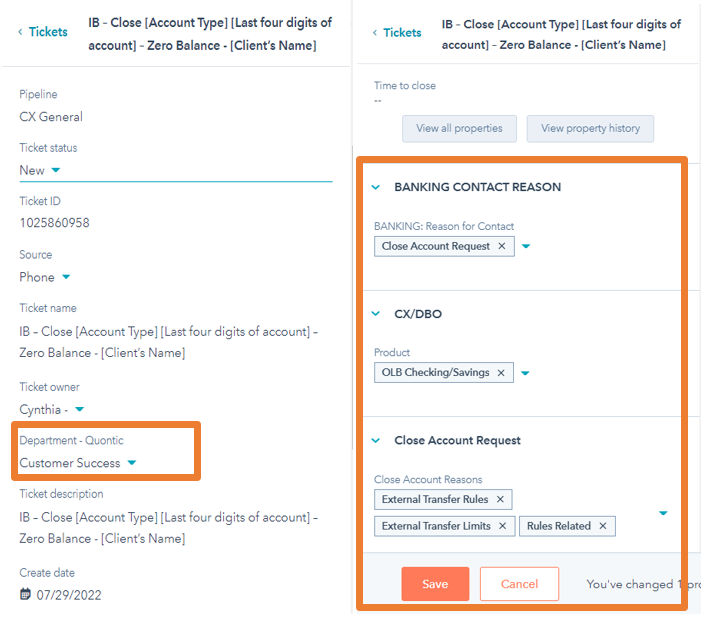 Tickets
IB – Close [Account Type] [Last four digits of
account] – Zero Balance - [Client's Name]
Pipeline
CX General
Ticket status
New
Ticket ID
1025860958
Source
Phone
Ticket name
IB – Close [Account Type] [Last four digits of account] –
Zero Balance - [Client's Name]
Ticket owner
Cynthia -
Department - Quontic
Customer Success
Ticket description
IB – Close [Account Type] [Last four digits of account] –
Zero Balance - [Client's Name]
Create date
07/29/2022
Tickets
IB – Close [Account Type] [Last four digits of
account] – Zero Balance - [Client's Name]
Time to close
--
View all properties
View property history
BANKING CONTACT REASON
BANKING: Reason for Contact
Close Account Request ×
CX/DBO
Product
OLB Checking/Savings ×
Close Account Request
Close Account Reasons
External Transfer Rules ×
External Transfer Limits × Rules Related ×
Save
Cancel
You've changed 1 pro